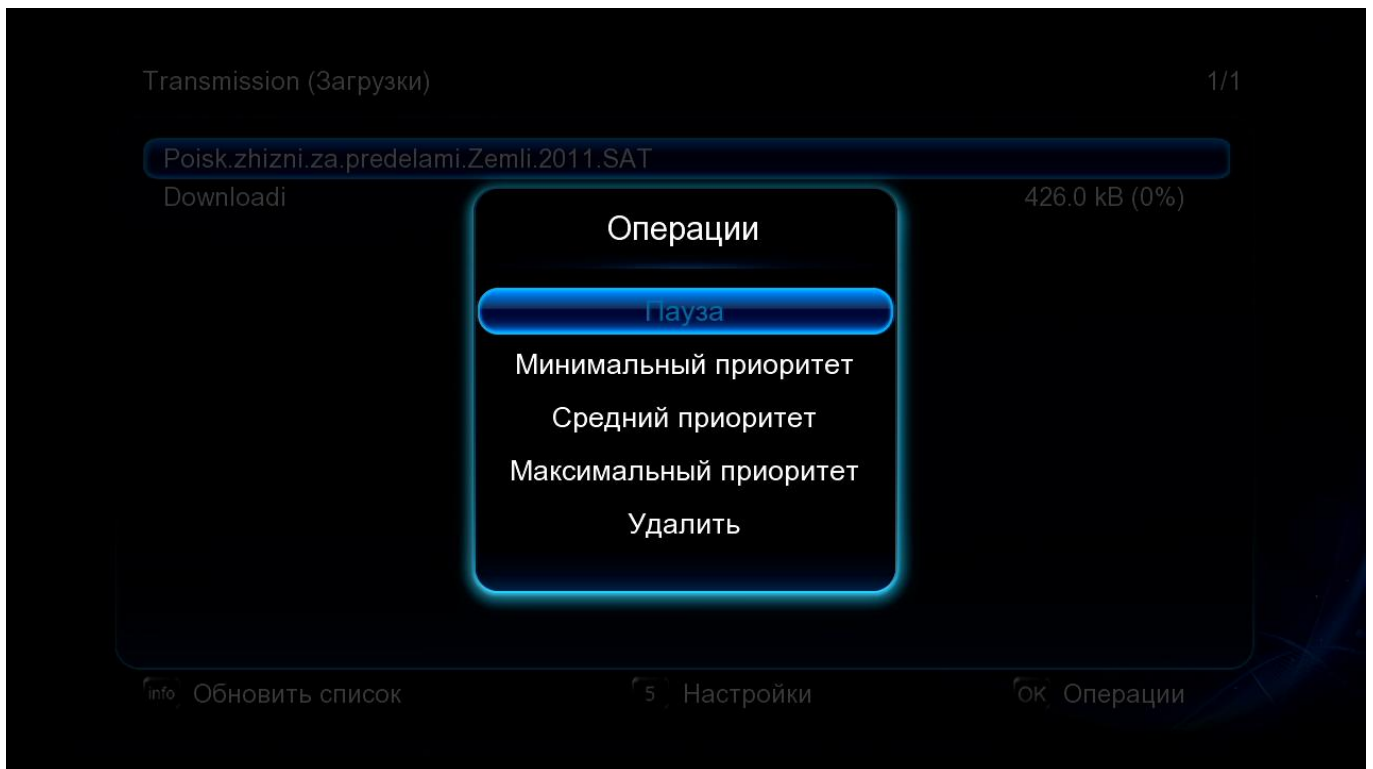 Transmission (Загрузки) 1/1
Poisk.zhizni.za.predelami.Zemli.2011.SAT
Downloadi 426.0 kB (0%)
Операции
Пауза
Минимальный приоритет
Средний приоритет
Максимальный приоритет
Удалить
info Обновить список 5 Настройки OK Операции